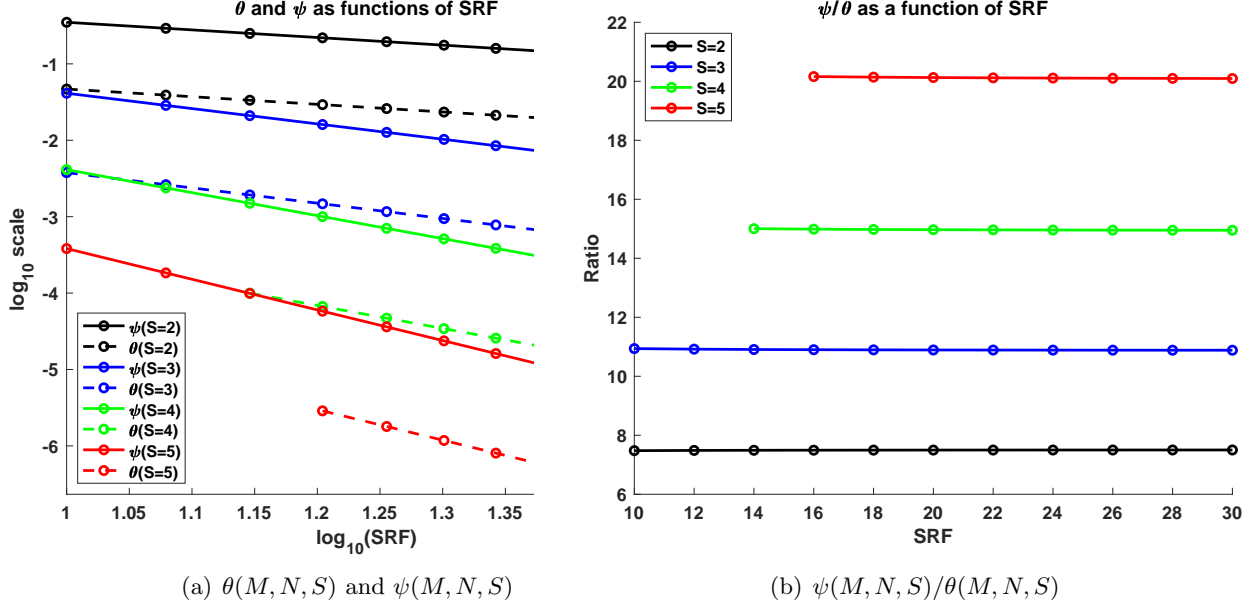 θ and ψ as functions of SRF
log10 scale
-1
-2
-3
-4
-5
-6
ψ(S=2)
θ(S=2)
ψ(S=3)
θ(S=3)
ψ(S=4)
θ(S=4)
ψ(S=5)
θ(S=5)
1 1.05 1.1 1.15 1.2 1.25 1.3 1.35
log10(SRF)
(a) θ(M, N, S) and ψ(M, N, S)
ψ/θ as a function of SRF
Ratio
22
20
18
16
14
12
10
8
6
S=2
S=3
S=4
S=5
10 12 14 16 18 20 22 24 26 28 30
SRF
(b) ψ(M, N, S)/θ(M, N, S)